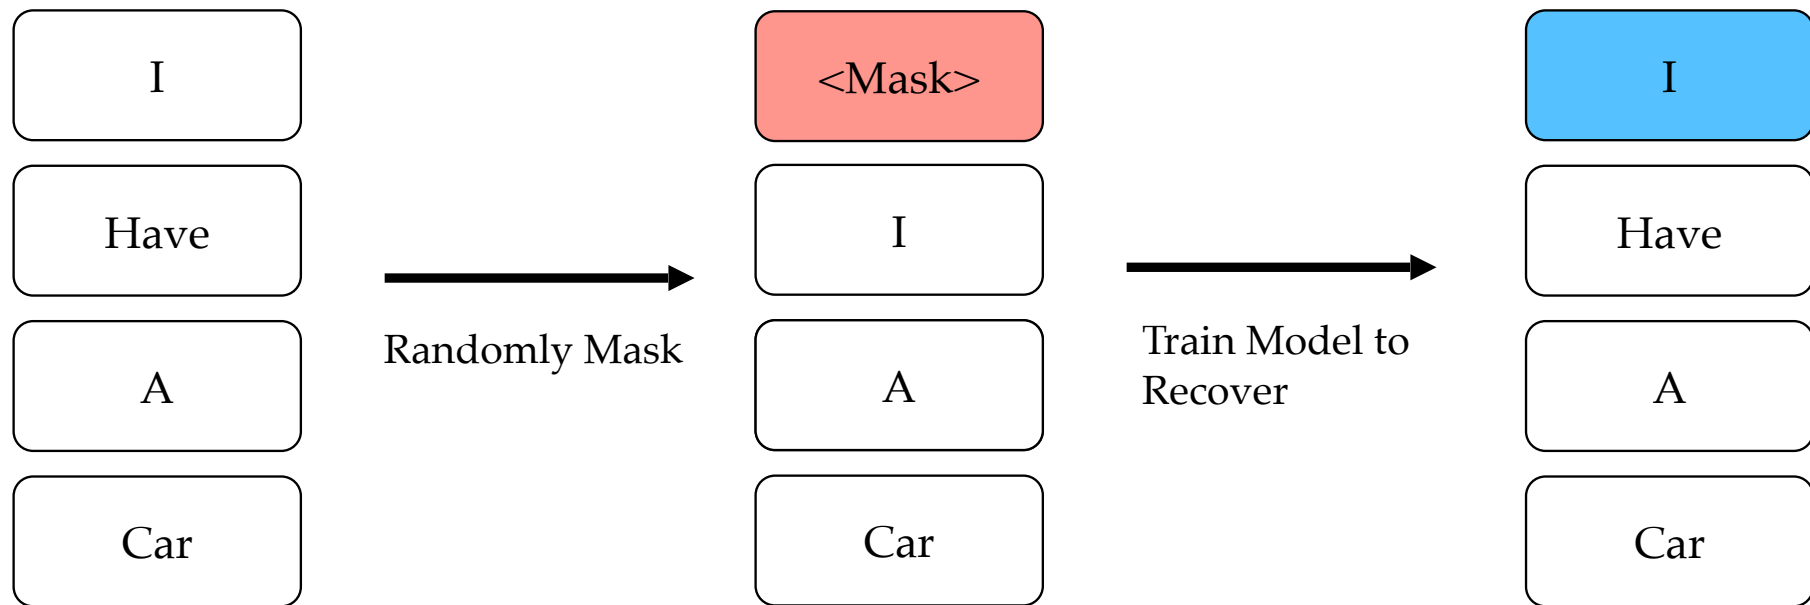 I
Have
A
Car
Randomly Mask
<Mask>
I
A
Car
Train Model to
Recover
I
Have
A
Car